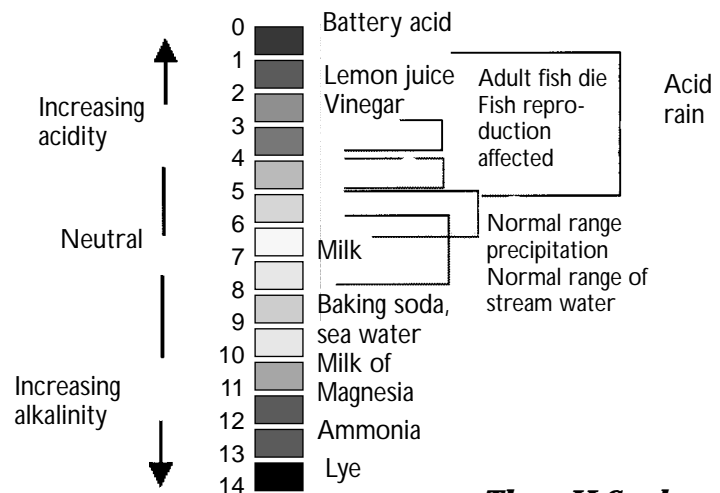 0
1
2
3
4
5
6
7
8
9
10
11
12
13
14
Increasing
acidity
Neutral
Increasing
alkalinity
Battery acid
Lemon juice
Vinegar
Milk
Baking soda,
sea water
Milk of
Magnesia
Ammonia
Lye
Adult fish die
Fish repro-
duction
affected
Acid
rain
Normal range
precipitation
Normal range of
stream water